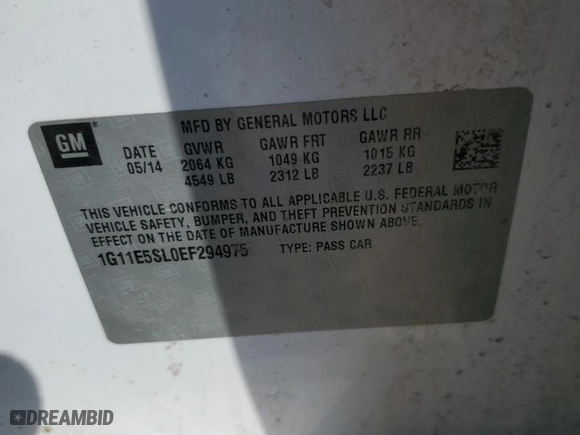 GM
MFD BY GENERAL MOTORS LLC
DATE GVWR GAWR FRT GAWR RR
05/14 2064 KG 1049 KG 1015 KG
4549 LB 2312 LB 2237 LB
THIS VEHICLE CONFORMS TO ALL APPLICABLE U.S. FEDERAL MOTOR
VEHICLE SAFETY, BUMPER, AND THEFT PREVENTION STANDARDS IN
EFFECT ON THE DATE OF MANUFACTURE SHOWN ABOVE.
1G11E5SL0EF294975 TYPE: PASS CAR
DREAMBID